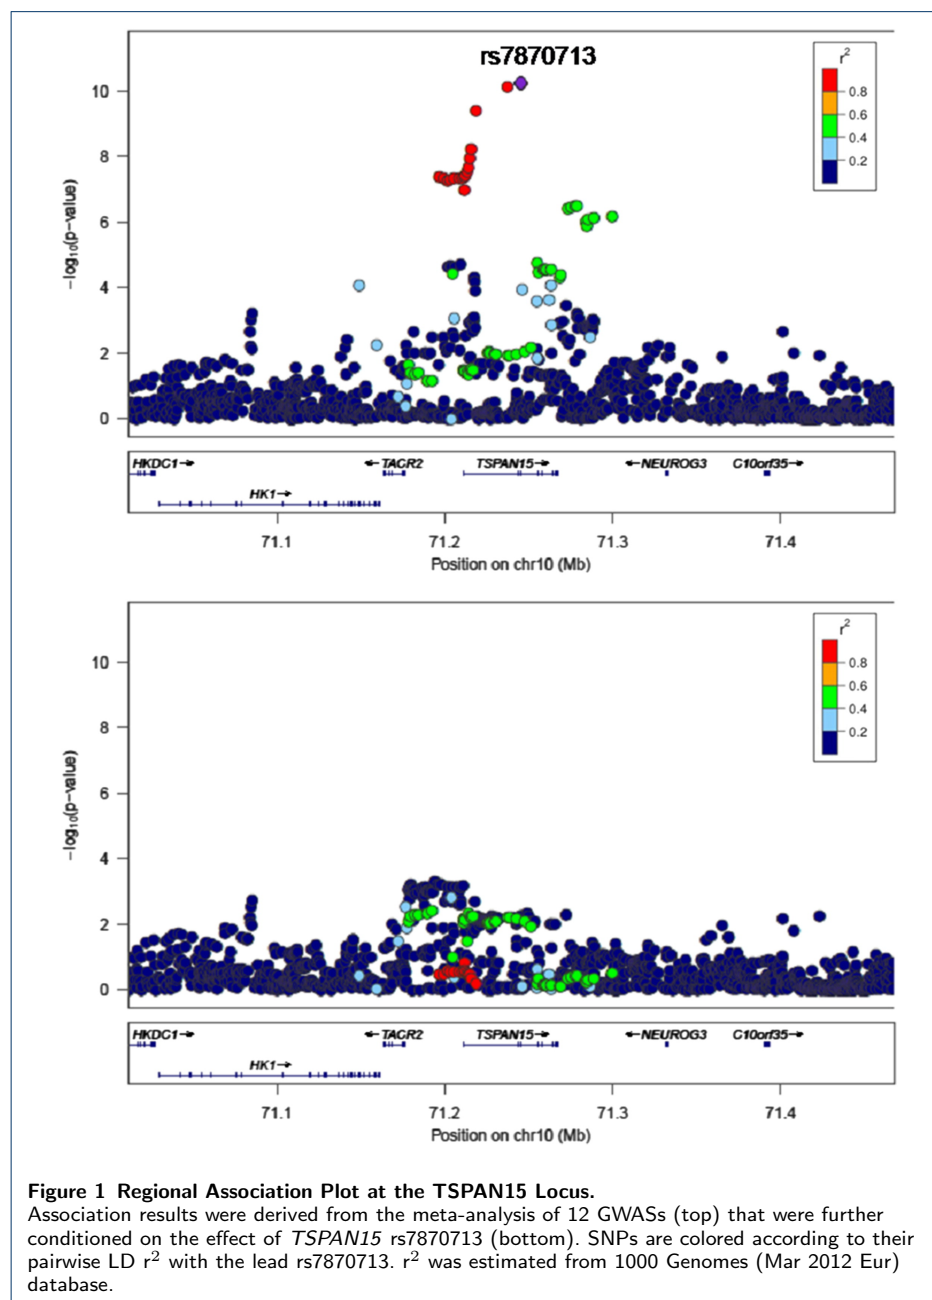 rs7870713
r²
10
8
6
4
2
0
−log₁₀(p−value)
0.8
0.6
0.4
0.2
HKDC1→
←TACR2
TSPAN15→
←NEUROG3
C10orf35→
HK1→
71.1
71.2
71.3
71.4
Position on chr10 (Mb)
r²
10
8
6
4
2
0
−log₁₀(p−value)
0.8
0.6
0.4
0.2
HKDC1→
←TACR2
TSPAN15→
←NEUROG3
C10orf35→
HK1→
71.1
71.2
71.3
71.4
Position on chr10 (Mb)
Figure 1 Regional Association Plot at the TSPAN15 Locus.
Association results were derived from the meta-analysis of 12 GWASs (top) that were further
conditioned on the effect of TSPAN15 rs7870713 (bottom). SNPs are colored according to their
pairwise LD r² with the lead rs7870713. r² was estimated from 1000 Genomes (Mar 2012 Eur)
database.